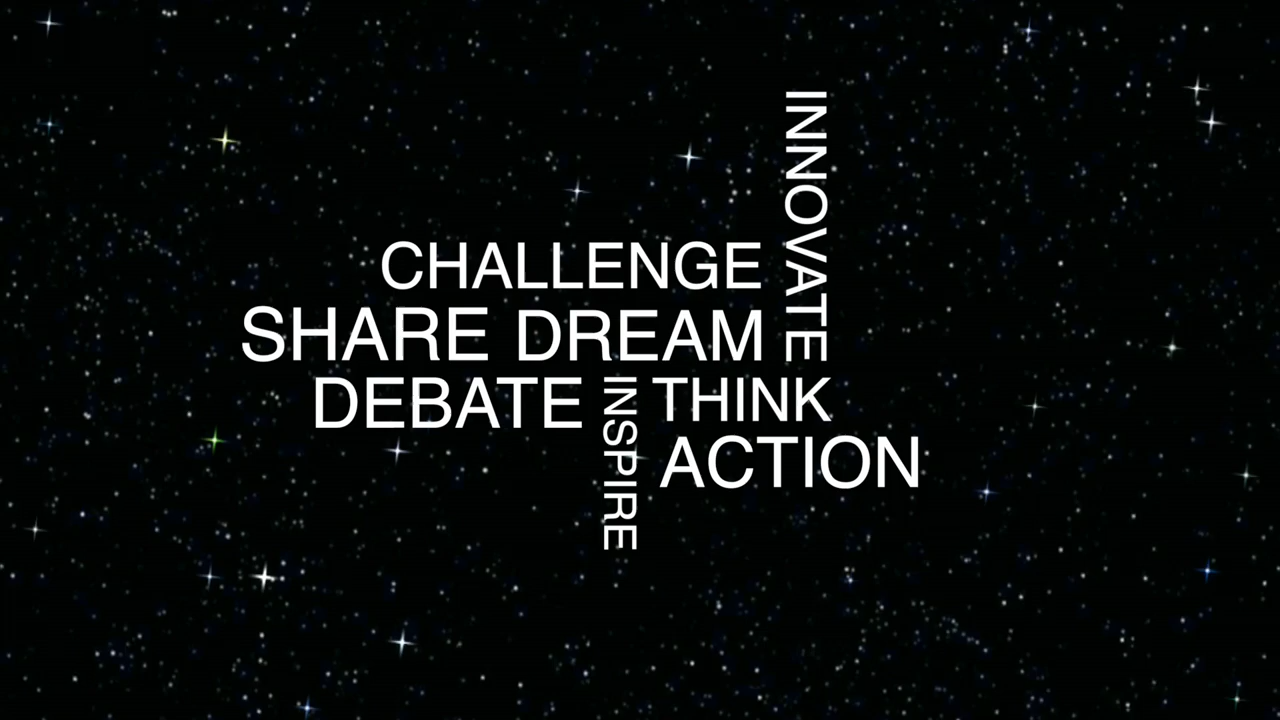 INNOVATE
CHALLENGE
SHARE DREAM
DEBATE
INSPIRE
THINK
ACTION